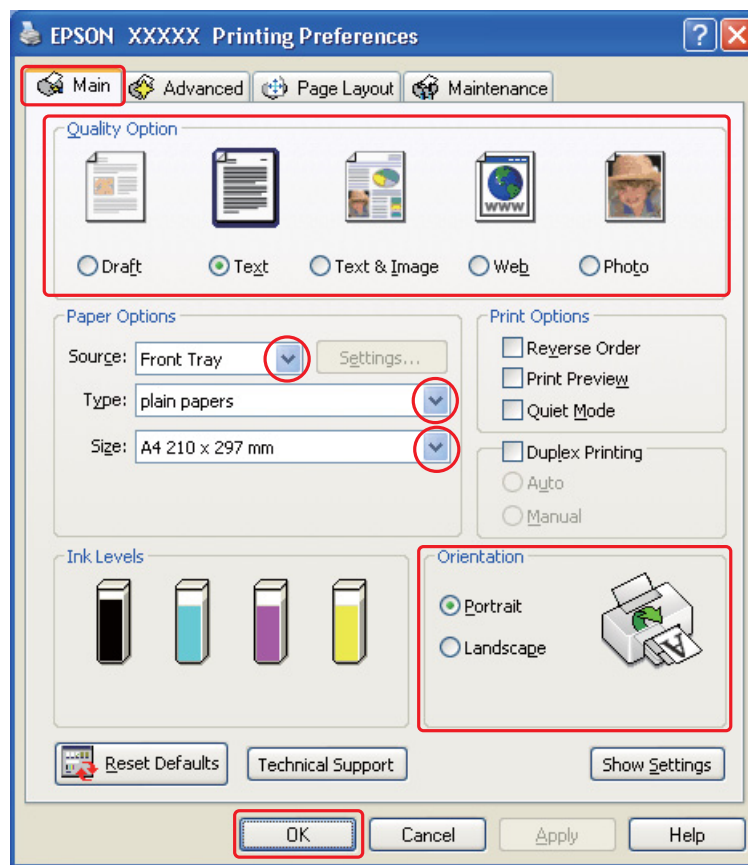 EPSON XXXXX Printing Preferences
Main Advanced Page Layout Maintenance
Quality Option
WWW
Draft Text Text & Image Web Photo
Paper Options
Source: Front Tray Settings...
Type: plain papers
Size: A4 210 x 297 mm
Print Options
Reverse Order
Print Preview
Quiet Mode
Duplex Printing
Auto
Manual
Ink Levels
Orientation
Portrait
Landscape
A
Reset Defaults Technical Support Show Settings
OK Cancel Apply Help